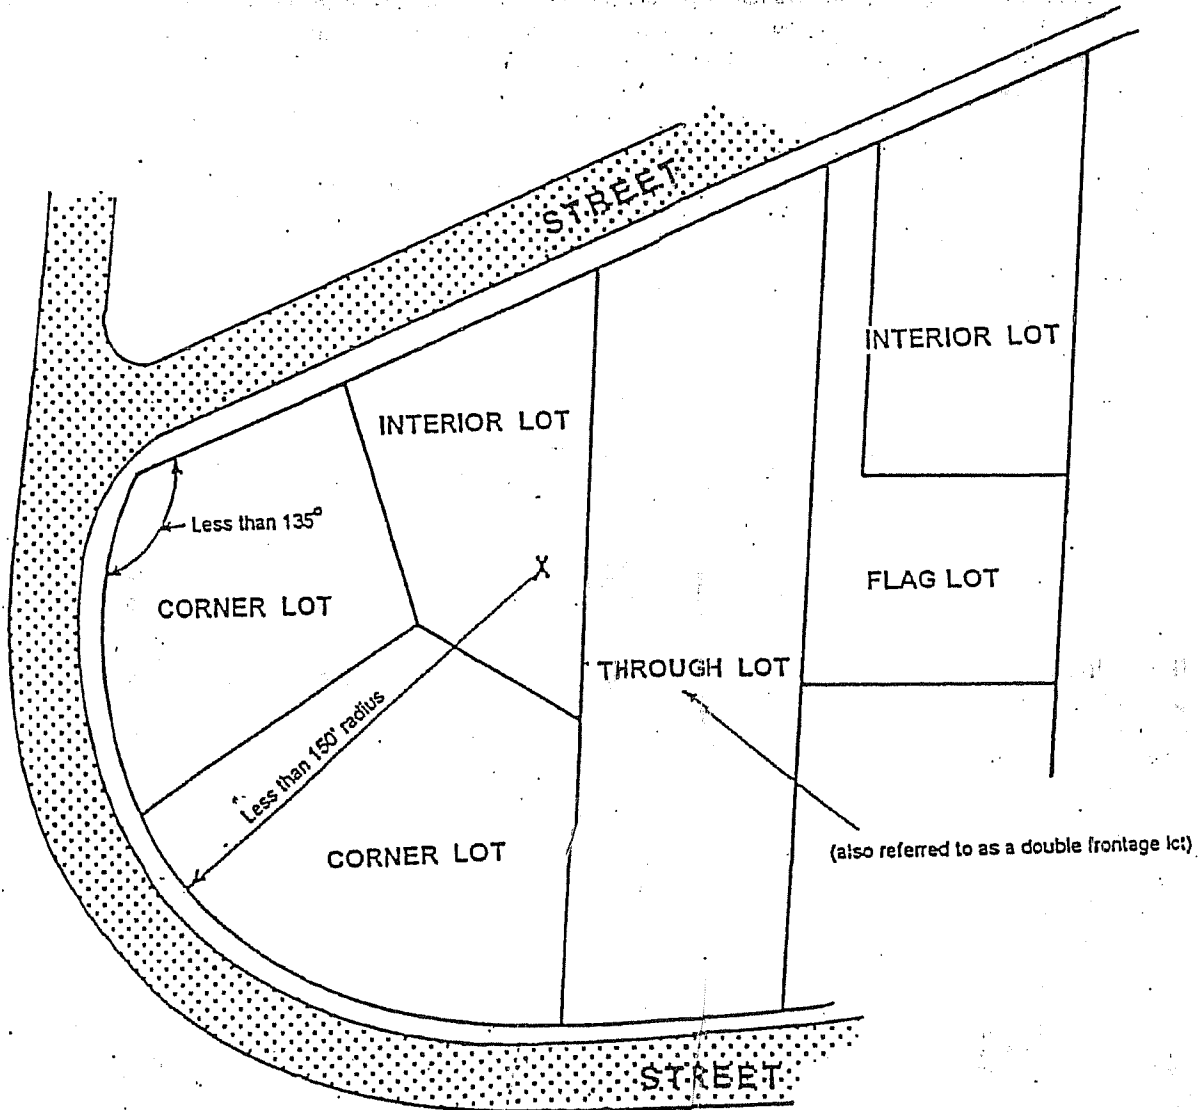 STREET
INTERIOR LOT
INTERIOR LOT
Less than 135°
FLAG LOT
CORNER LOT
X
THROUGH LOT
Less than 150' radius
CORNER LOT
(also referred to as a double frontage lot)
STREET